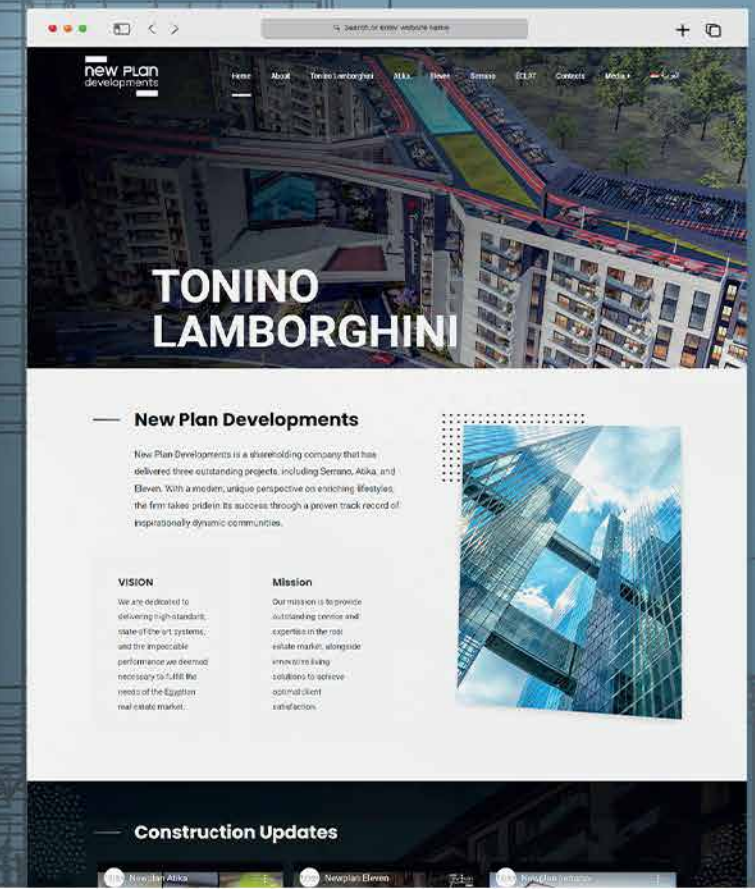 Search or enter website name
new PLan
developments
Home About Tonino Lamborghini Atika Eleven Serrano ECLAT Contacts Media العربية
TONINO
LAMBORGHINI
New Plan Developments
New Plan Developments is a shareholding company that has
delivered three outstanding projects, including Serrano, Atika, and
Eleven. With a modern, unique perspective on enriching lifestyles,
the firm takes pride in its success through a proven track record of
inspirationally dynamic communities.
VISION
We are dedicated to
delivering high-standard,
state-of-the-art systems,
and the impeccable
performance we deemed
necessary to fulfill the
needs of the Egyptian
real estate market.
Mission
Our mission is to provide
outstanding service and
expertise in the real
estate market, alongside
innovative living
solutions to achieve
optimal client
satisfaction.
Construction Updates
Newplan Atika
Newplan Eleven
Newplan Serrano